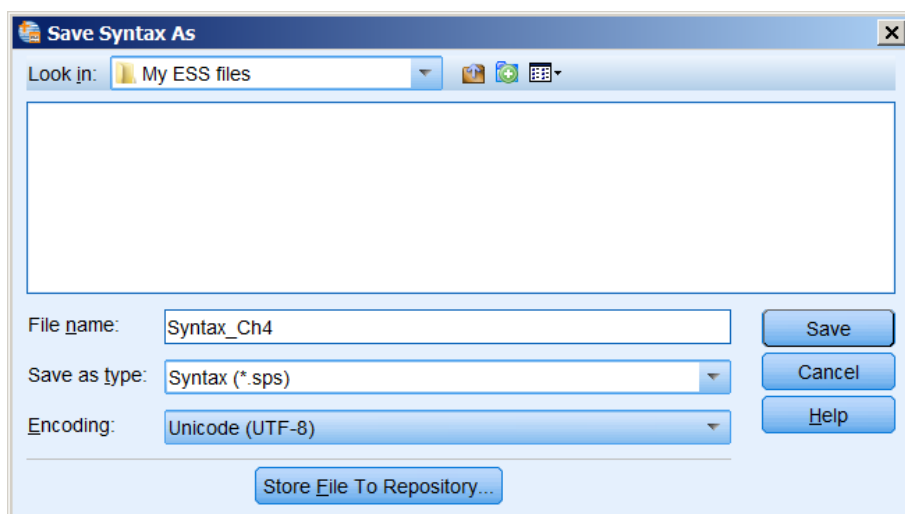 Save Syntax As
Look in: My ESS files
File name: Syntax_Ch4
Save
Save as type: Syntax (*.sps)
Cancel
Encoding: Unicode (UTF-8)
Help
Store File To Repository...